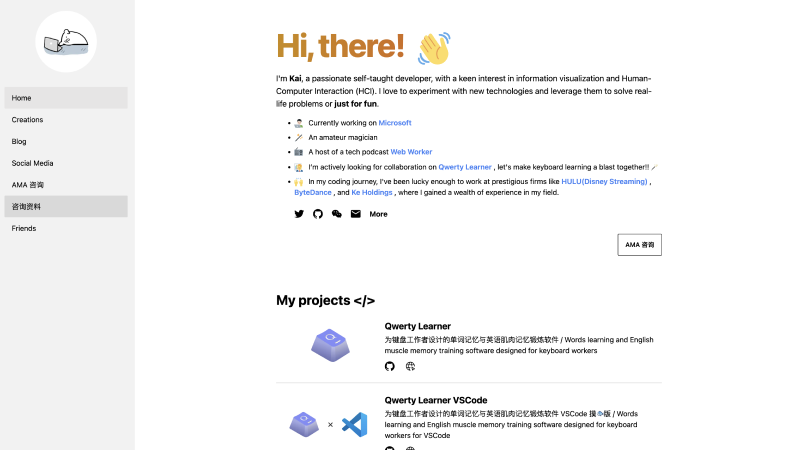 Home
Creations
Blog
Social Media
AMA 咨询
咨询资料
Friends
Hi, there! 👋
I'm Kai, a passionate self-taught developer, with a keen interest in information visualization and Human-
Computer Interaction (HCI). I love to experiment with new technologies and leverage them to solve real-
life problems or just for fun.
Currently working on Microsoft
An amateur magician
A host of a tech podcast Web Worker
I'm actively looking for collaboration on Qwerty Learner , let's make keyboard learning a blast together!!
In my coding journey, I've been lucky enough to work at prestigious firms like HULU(Disney Streaming) ,
ByteDance , and Ke Holdings , where I gained a wealth of experience in my field.
More
AMA 咨询
My projects </>
Qwerty Learner
为键盘工作者设计的单词记忆与英语肌肉记忆锻炼软件 / Words learning and English
muscle memory training software designed for keyboard workers
Qwerty Learner VSCode
为键盘工作者设计的单词记忆与英语肌肉记忆锻炼软件 VSCode 摸🐟版 / Words
learning and English muscle memory training software designed for keyboard
workers for VSCode
×